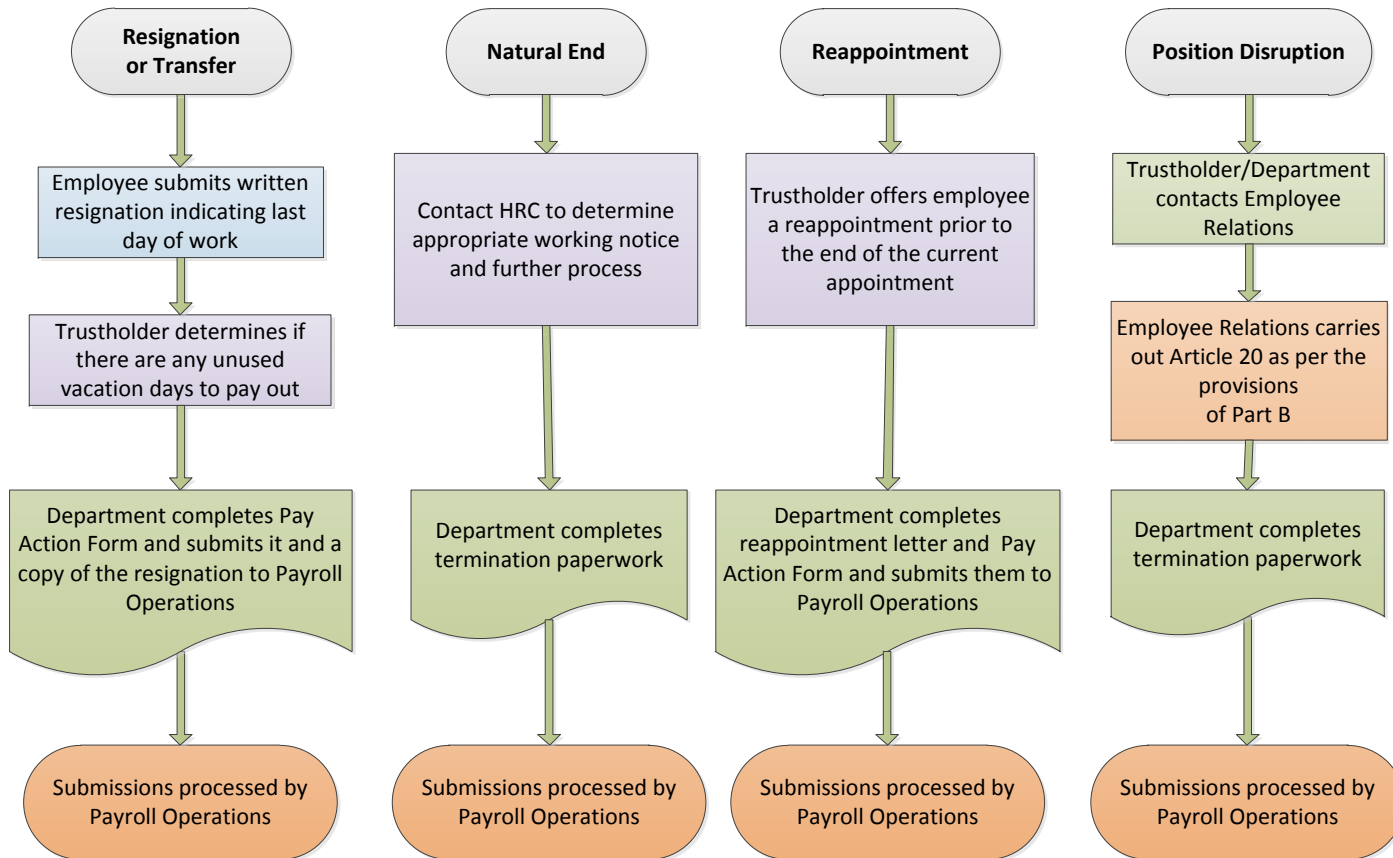 Resignation
or Transfer
Employee submits written
resignation indicating last
day of work
Trustholder determines if
there are any unused
vacation days to pay out
Department completes Pay
Action Form and submits it and a
copy of the resignation to Payroll
Operations
Submissions processed by
Payroll Operations
Natural End
Contact HRC to determine
appropriate working notice
and further process
Department completes
termination paperwork
Submissions processed by
Payroll Operations
Reappointment
Trustholder offers employee
a reappointment prior to
the end of the current
appointment
Department completes
reappointment letter and Pay
Action Form and submits them to
Payroll Operations
Submissions processed by
Payroll Operations
Position Disruption
Trustholder/Department
contacts Employee
Relations
Employee Relations carries
out Article 20 as per the
provisions
of Part B
Department completes
termination paperwork
Submissions processed by
Payroll Operations